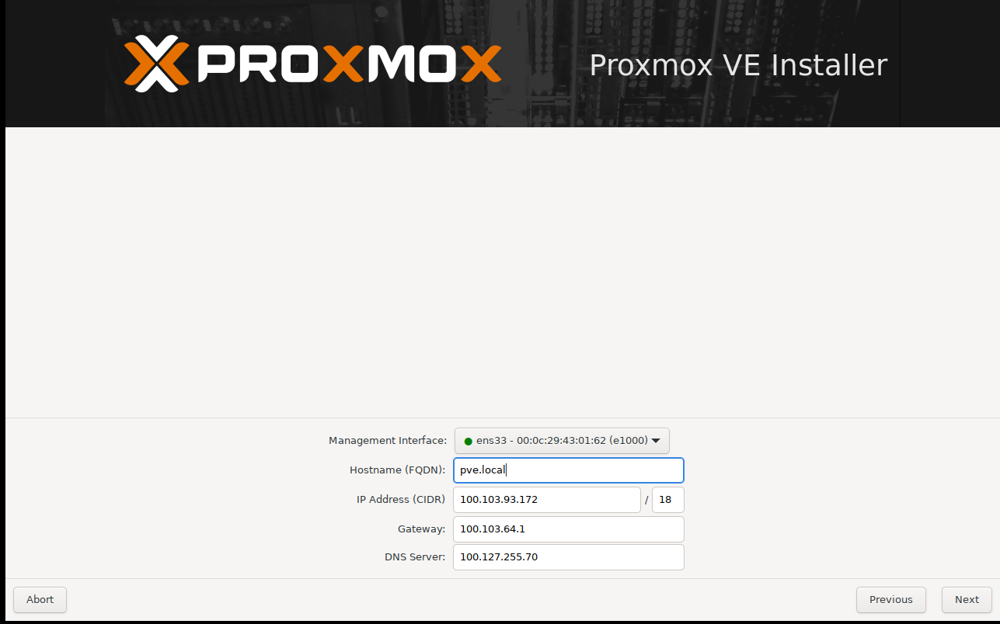 PROXMOX
Proxmox VE Installer
Management Interface: ens33 - 00:0c:29:43:01:62 (e1000)
Hostname (FQDN): pve.local
IP Address (CIDR) 100.103.93.172 / 18
Gateway: 100.103.64.1
DNS Server: 100.127.255.70
Abort Previous Next